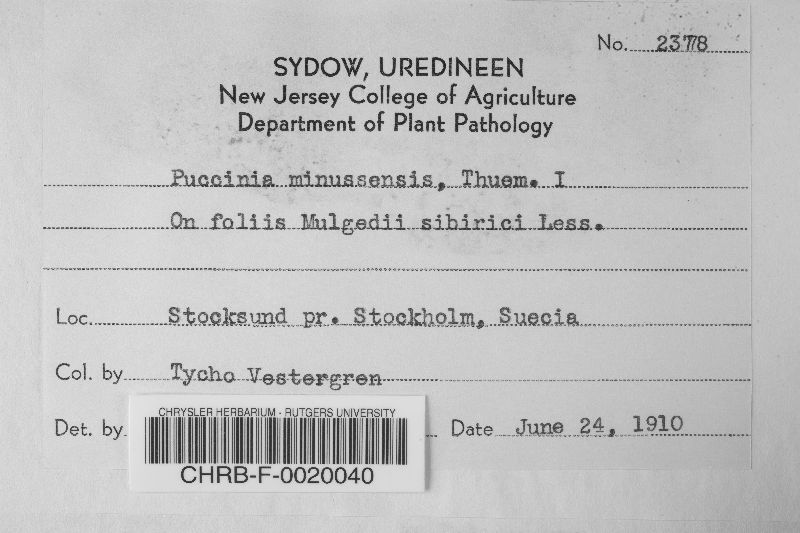 No. 2378
SYDOW, UREDINEEN
New Jersey College of Agriculture
Department of Plant Pathology
Puccinia minussensis, Thuem. I
On foliis Mulgedii sibirici Less.
Loc. Stocksund pr. Stockholm, Suecia
Col. by Tycho Vestergren
Det. by Date June 24, 1910
CHRYSLER HERBARIUM - RUTGERS UNIVERSITY
CHRB-F-0020040